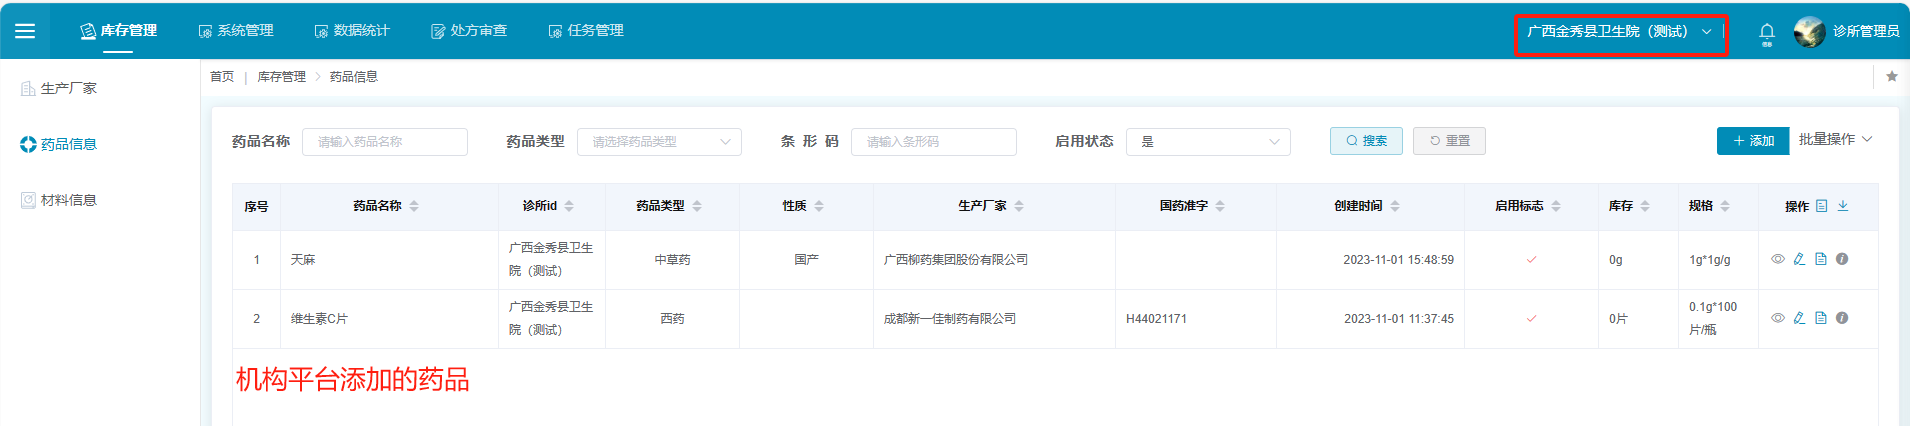 库存管理 系统管理 数据统计 处方审查 任务管理 广西金秀县卫生院（测试） 诊所管理员
生产厂家
药品信息
材料信息
首页 | 库存管理 > 药品信息
药品名称 请输入药品名称 药品类型 请选择药品类型 条 形 码 请输入条形码 启用状态 是 搜索 重置 + 添加 批量操作
序号 药品名称 诊所id 药品类型 性质 生产厂家 国药准字 创建时间 启用标志 库存 规格 操作
1 天麻 广西金秀县卫生院（测试） 中草药 国产 广西柳药集团股份有限公司 2023-11-01 15:48:59 0g 1g*1g/g
2 维生素C片 广西金秀县卫生院（测试） 西药 成都新一佳制药有限公司 H44021171 2023-11-01 11:37:45 0片 0.1g*100片/瓶
机构平台添加的药品